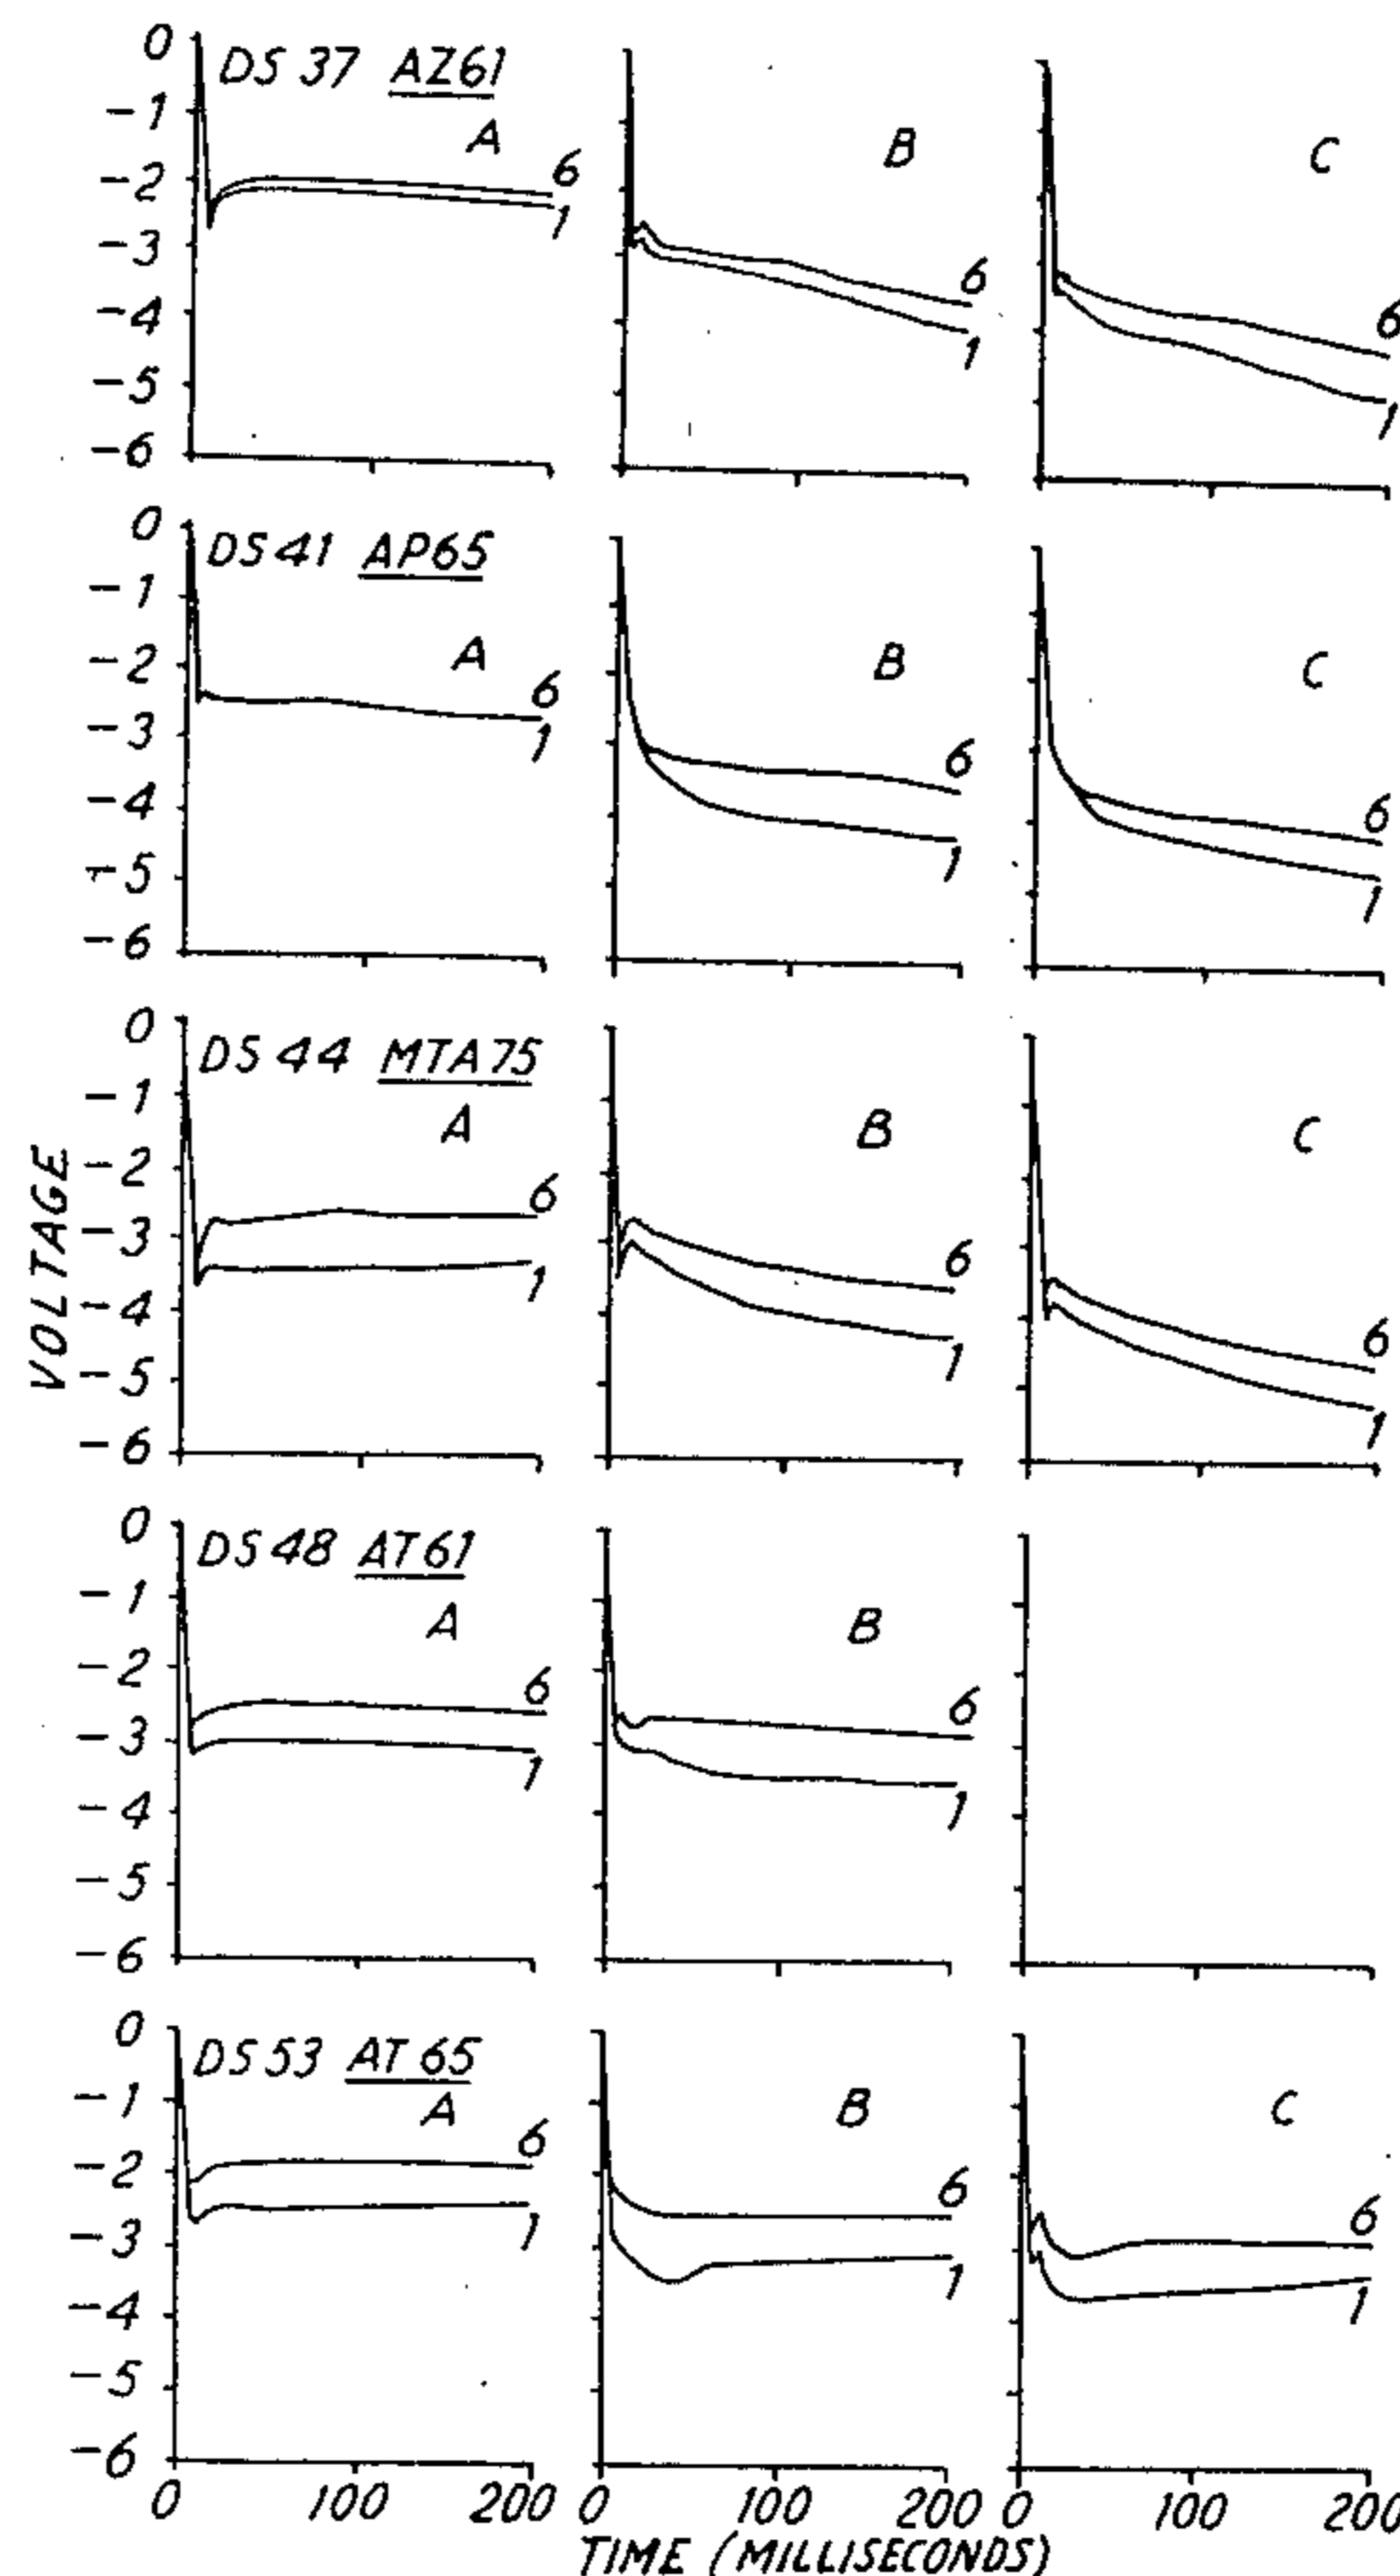 0 DS 37 AZ61
-1 A B C
-2 6
1
-3 6
-4 1 6
-5 1
-6
0 DS 41 AP65
-1
-2 A B C
6
-3 1 6
-4 6
-5 1 1
-6
0 DS 44 MTA75
-1 A B C
-2 6
-3 1 6
-4 1 6
-5 1
-6
VOLTAGE
0 DS 48 AT61
-1 A B
-2 6 6
-3 1
-4 1
-5
-6
0 DS 53 AT 65
-1 A B C
-2 6 6
-3 1 1 6
-4 1
-5
-6
0 100 200 0 100 200 0 100 200
TIME (MILLISECONDS)